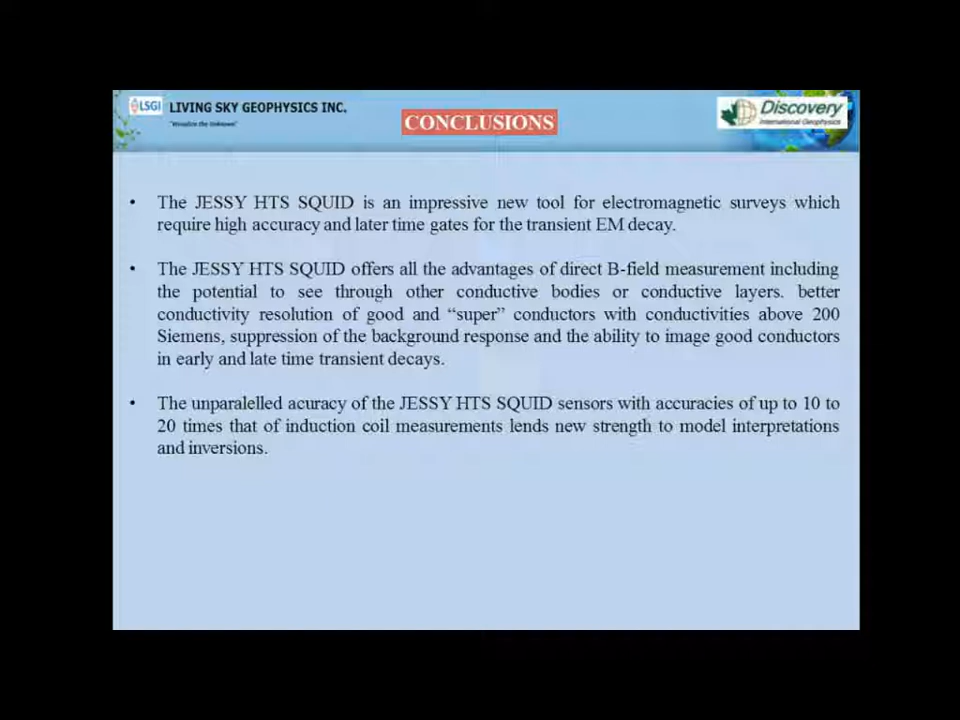 LSGI LIVING SKY GEOPHYSICS INC.
"Visualize the Unknown"
CONCLUSIONS
Discovery
International Geophysics
• The JESSY HTS SQUID is an impressive new tool for electromagnetic surveys which
require high accuracy and later time gates for the transient EM decay.
• The JESSY HTS SQUID offers all the advantages of direct B-field measurement including
the potential to see through other conductive bodies or conductive layers. better
conductivity resolution of good and “super” conductors with conductivities above 200
Siemens, suppression of the background response and the ability to image good conductors
in early and late time transient decays.
• The unparalelled acuracy of the JESSY HTS SQUID sensors with accuracies of up to 10 to
20 times that of induction coil measurements lends new strength to model interpretations
and inversions.